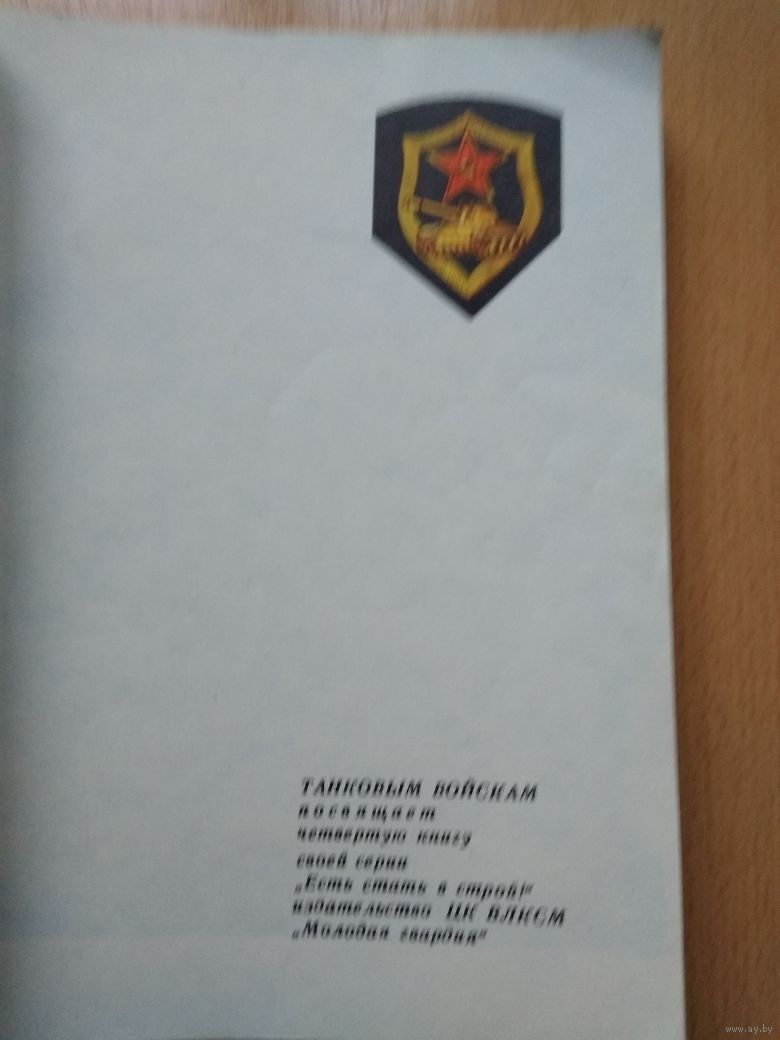 ТАНКОВЫМ ВОЙСКАМ
посвящает
четвертую книгу
своей серии
„Есть стать в строй!“
издательство ЦК ВЛКСМ
„Молодая гвардия“
www.ay.by